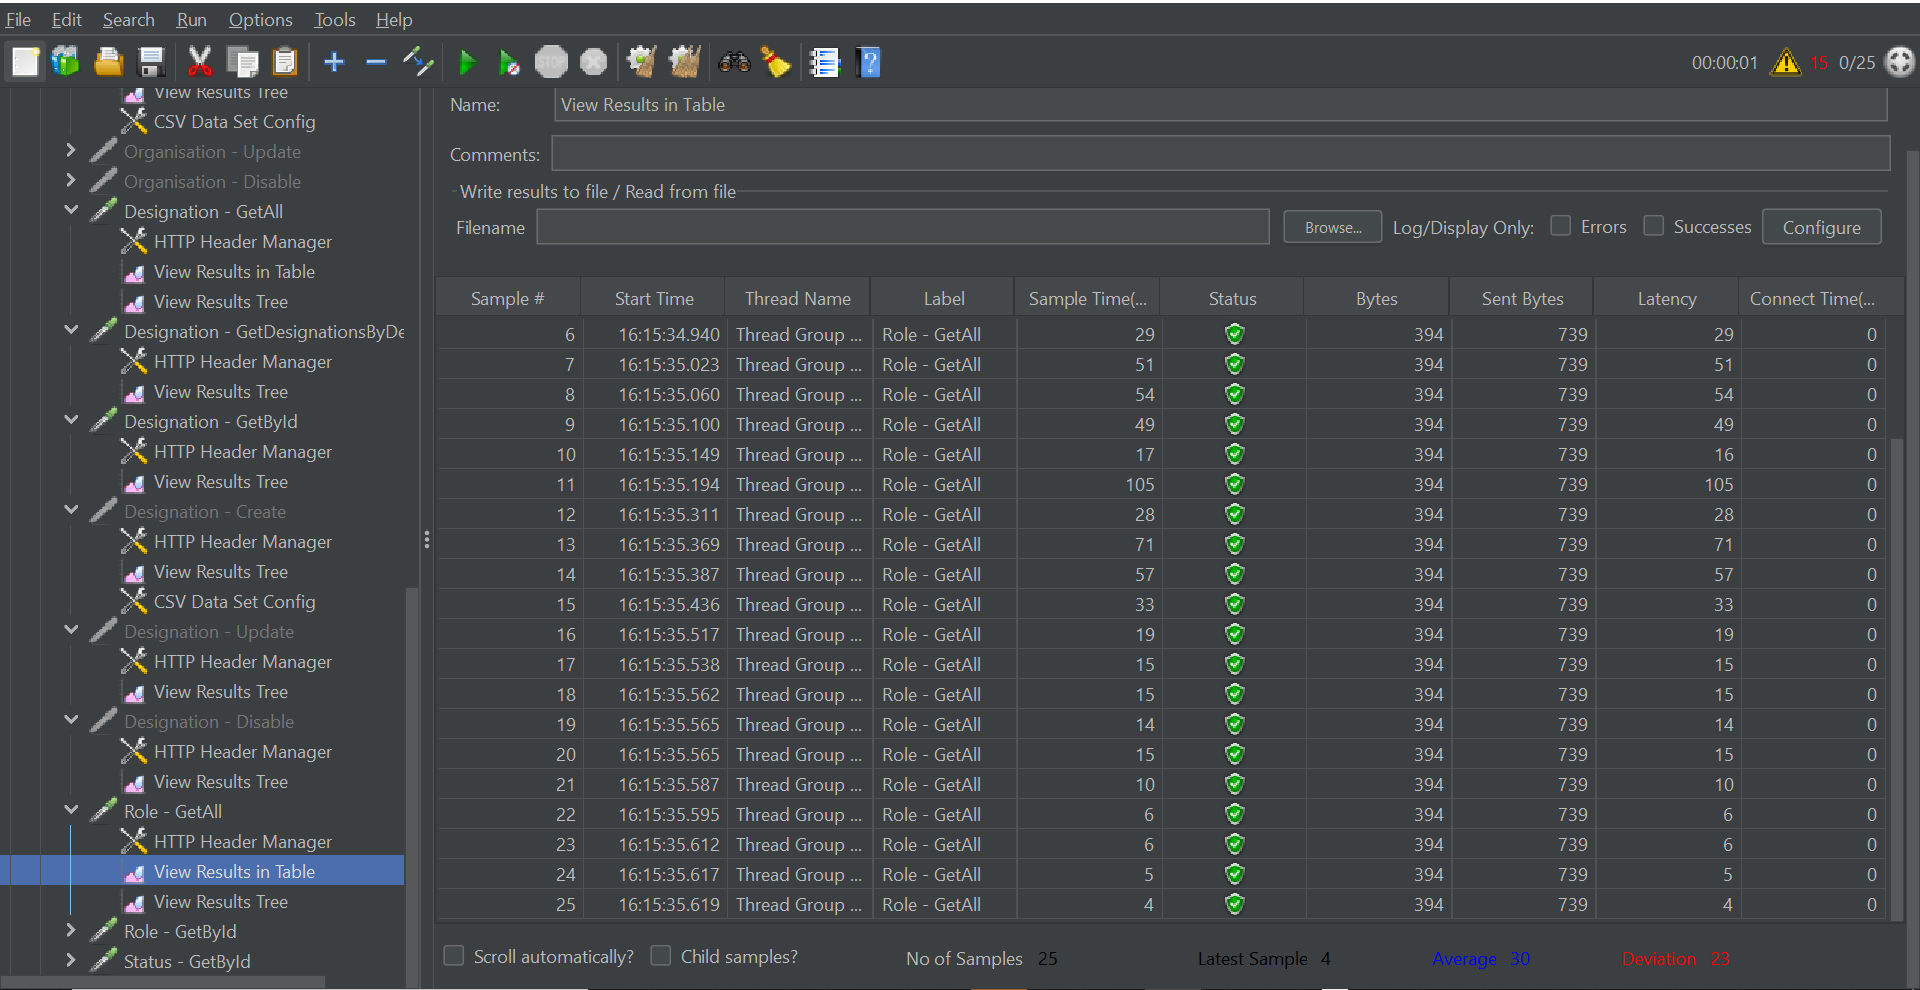 File Edit Search Run Options Tools Help
STOP
00:00:01 15 0/25
View Results Tree
CSV Data Set Config
Organisation - Update
Organisation - Disable
Designation - GetAll
HTTP Header Manager
View Results in Table
View Results Tree
Designation - GetDesignationsByDe
HTTP Header Manager
View Results Tree
Designation - GetById
HTTP Header Manager
View Results Tree
Designation - Create
HTTP Header Manager
View Results Tree
CSV Data Set Config
Designation - Update
HTTP Header Manager
View Results Tree
Designation - Disable
HTTP Header Manager
View Results Tree
Role - GetAll
HTTP Header Manager
View Results in Table
View Results Tree
Role - GetById
Status - GetById
Name: View Results in Table
Comments:
Write results to file / Read from file
Filename Browse... Log/Display Only: Errors Successes Configure
Sample # Start Time Thread Name Label Sample Time(... Status Bytes Sent Bytes Latency Connect Time(...
6 16:15:34.940 Thread Group ... Role - GetAll 29 394 739 29 0
7 16:15:35.023 Thread Group ... Role - GetAll 51 394 739 51 0
8 16:15:35.060 Thread Group ... Role - GetAll 54 394 739 54 0
9 16:15:35.100 Thread Group ... Role - GetAll 49 394 739 49 0
10 16:15:35.149 Thread Group ... Role - GetAll 17 394 739 16 0
11 16:15:35.194 Thread Group ... Role - GetAll 105 394 739 105 0
12 16:15:35.311 Thread Group ... Role - GetAll 28 394 739 28 0
13 16:15:35.369 Thread Group ... Role - GetAll 71 394 739 71 0
14 16:15:35.387 Thread Group ... Role - GetAll 57 394 739 57 0
15 16:15:35.436 Thread Group ... Role - GetAll 33 394 739 33 0
16 16:15:35.517 Thread Group ... Role - GetAll 19 394 739 19 0
17 16:15:35.538 Thread Group ... Role - GetAll 15 394 739 15 0
18 16:15:35.562 Thread Group ... Role - GetAll 15 394 739 15 0
19 16:15:35.565 Thread Group ... Role - GetAll 14 394 739 14 0
20 16:15:35.565 Thread Group ... Role - GetAll 15 394 739 15 0
21 16:15:35.587 Thread Group ... Role - GetAll 10 394 739 10 0
22 16:15:35.595 Thread Group ... Role - GetAll 6 394 739 6 0
23 16:15:35.612 Thread Group ... Role - GetAll 6 394 739 6 0
24 16:15:35.617 Thread Group ... Role - GetAll 5 394 739 5 0
25 16:15:35.619 Thread Group ... Role - GetAll 4 394 739 4 0
Scroll automatically? Child samples? No of Samples 25 Latest Sample 4 Average 30 Deviation 23